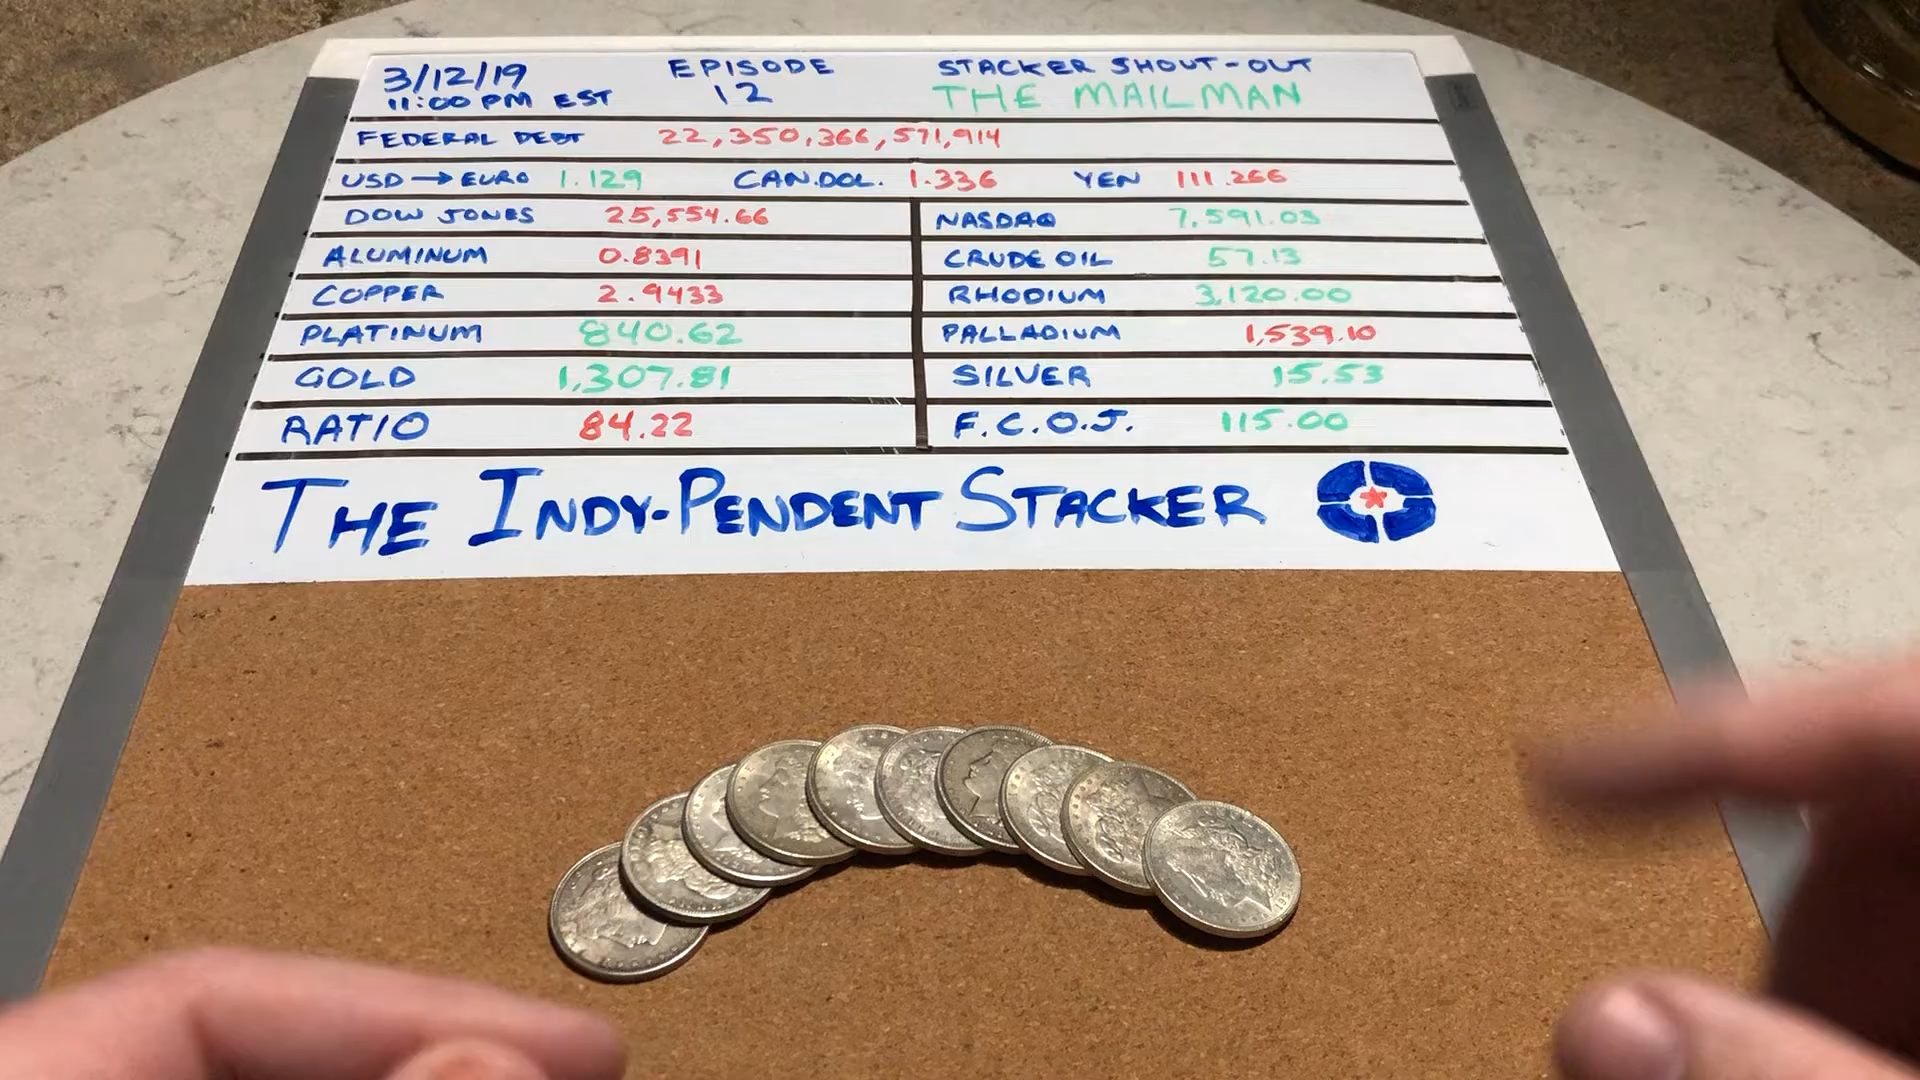 3/12/19 EPISODE STACKER SHOUT-OUT
11:00 PM EST 12 THE MAILMAN
FEDERAL DEBT 22,350,366,571,914
USD → EURO 1.129 CAN.DOL. 1.336 YEN 111.266
DOW JONES 25,554.66 NASDAQ 7,591.03
ALUMINUM 0.8391 CRUDE OIL 57.13
COPPER 2.9433 RHODIUM 3,120.00
PLATINUM 840.62 PALLADIUM 1,539.10
GOLD 1,307.81 SILVER 15.53
RATIO 84.22 F.C.O.J. 115.00
THE INDY-PENDENT STACKER